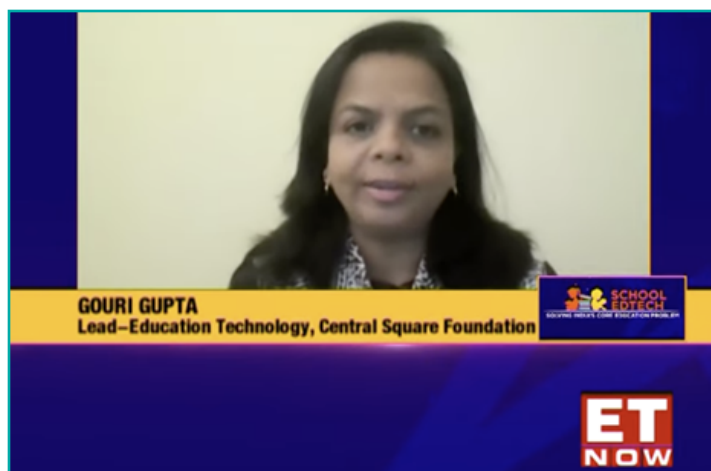 GOURI GUPTA
Lead–Education Technology, Central Square Foundation
SCHOOL
EDTECH
SOLVING INDIA'S CORE EDUCATION PROBLEM
ET
NOW